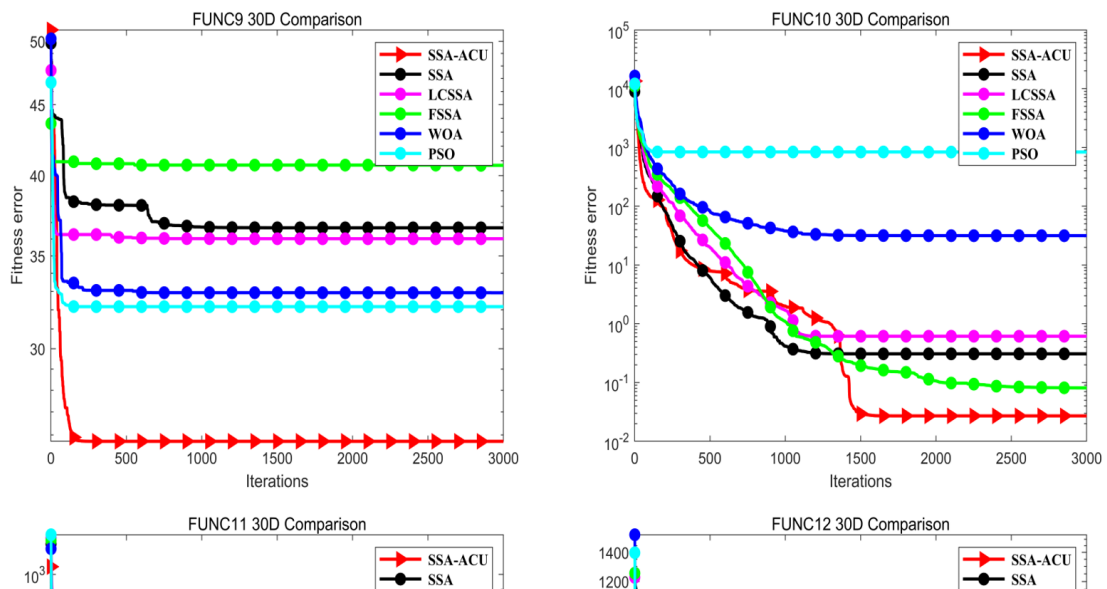 FUNC9 30D Comparison
50
45
40
35
30
Fitness error
0 500 1000 1500 2000 2500 3000
Iterations
SSA-ACU
SSA
LCSSA
FSSA
WOA
PSO
FUNC10 30D Comparison
10^5
10^4
10^3
10^2
10^1
10^0
10^-1
10^-2
Fitness error
0 500 1000 1500 2000 2500 3000
Iterations
SSA-ACU
SSA
LCSSA
FSSA
WOA
PSO
FUNC11 30D Comparison
10^3
SSA-ACU
SSA
FUNC12 30D Comparison
1400
1200
SSA-ACU
SSA